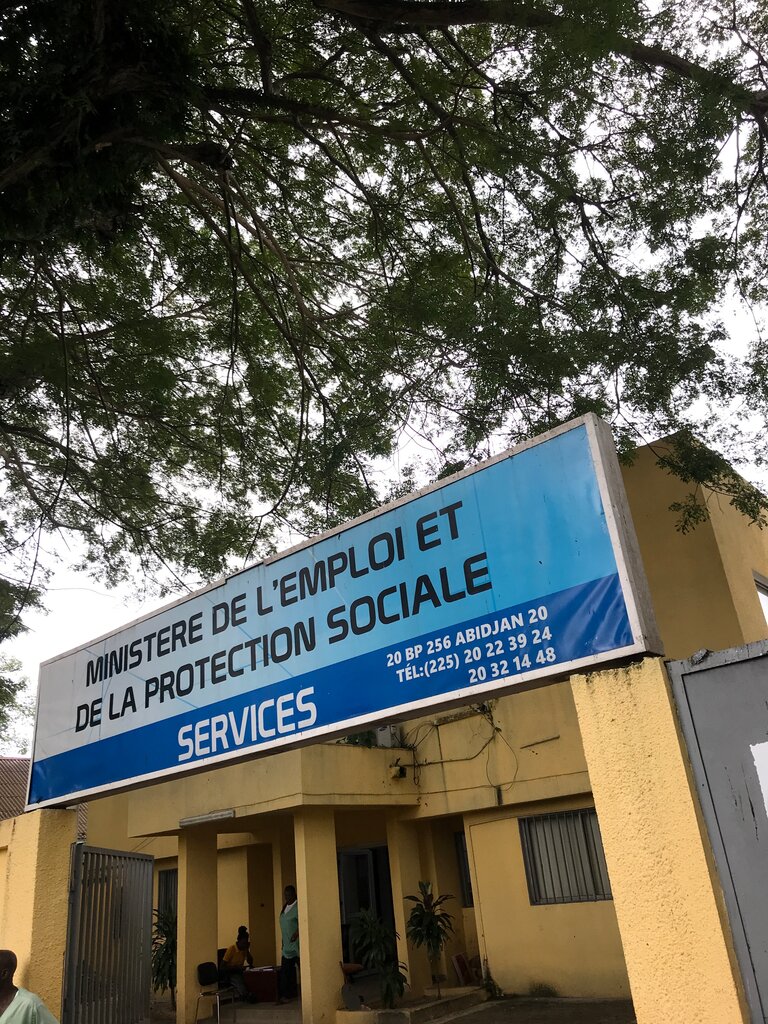 MINISTERE DE L'EMPLOI ET
DE LA PROTECTION SOCIALE
SERVICES
20 BP 256 ABIDJAN 20
TÉL:(225) 20 22 39 24
20 32 14 48